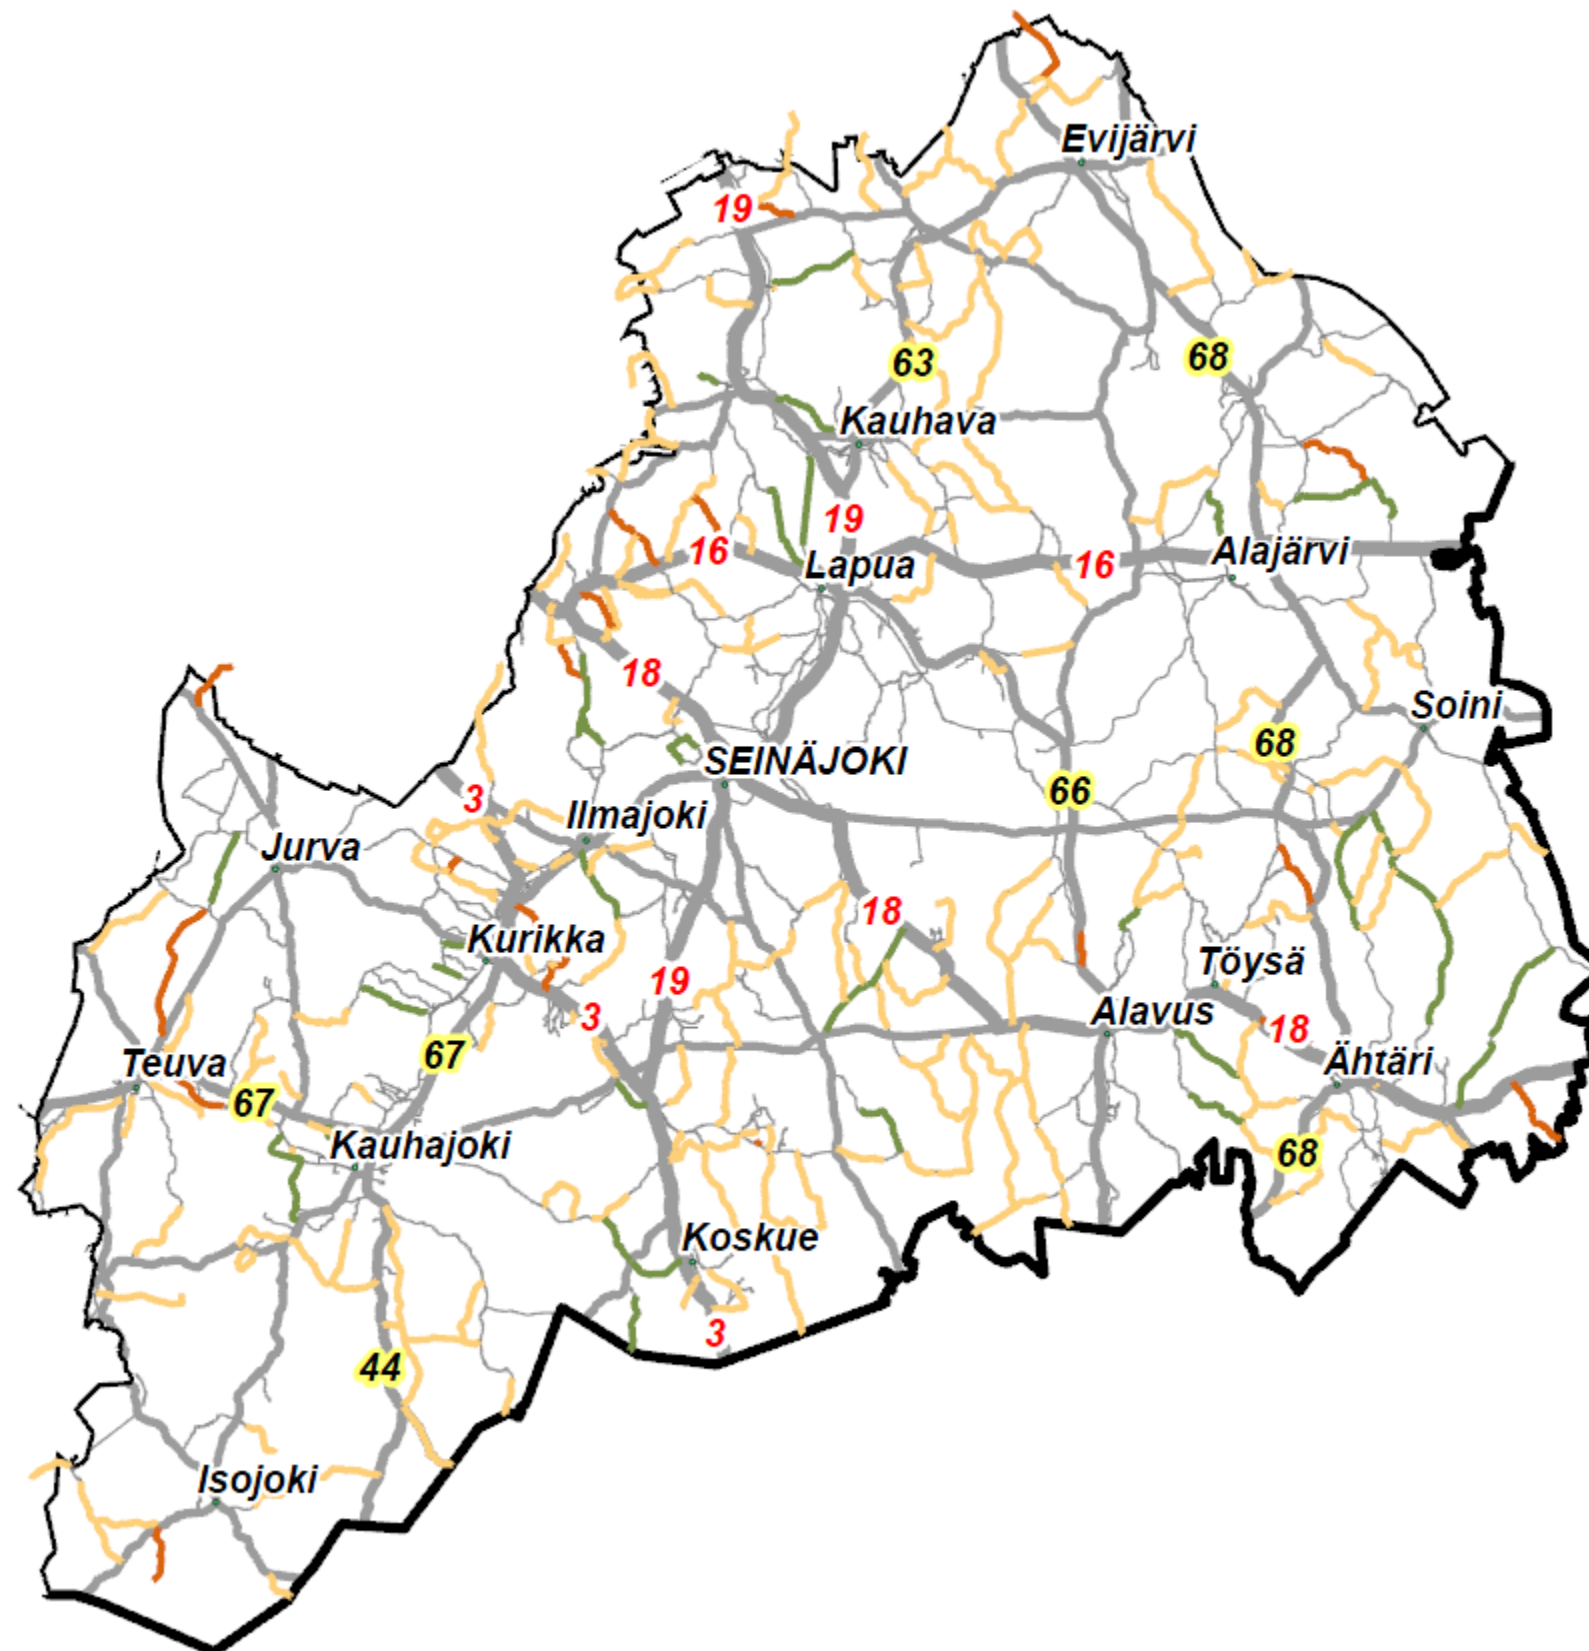 Evijärvi
19
63
68
Kauhava
19
16
Lapua
16
Alajärvi
18
Soini
68
SEINÄJOKI
66
3
Ilmajoki
Jurva
18
Kurikka
Töysä
19
3
Alavus
18
67
Teuva
Ähtäri
67
Kauhajoki
68
Koskue
3
44
Isojoki